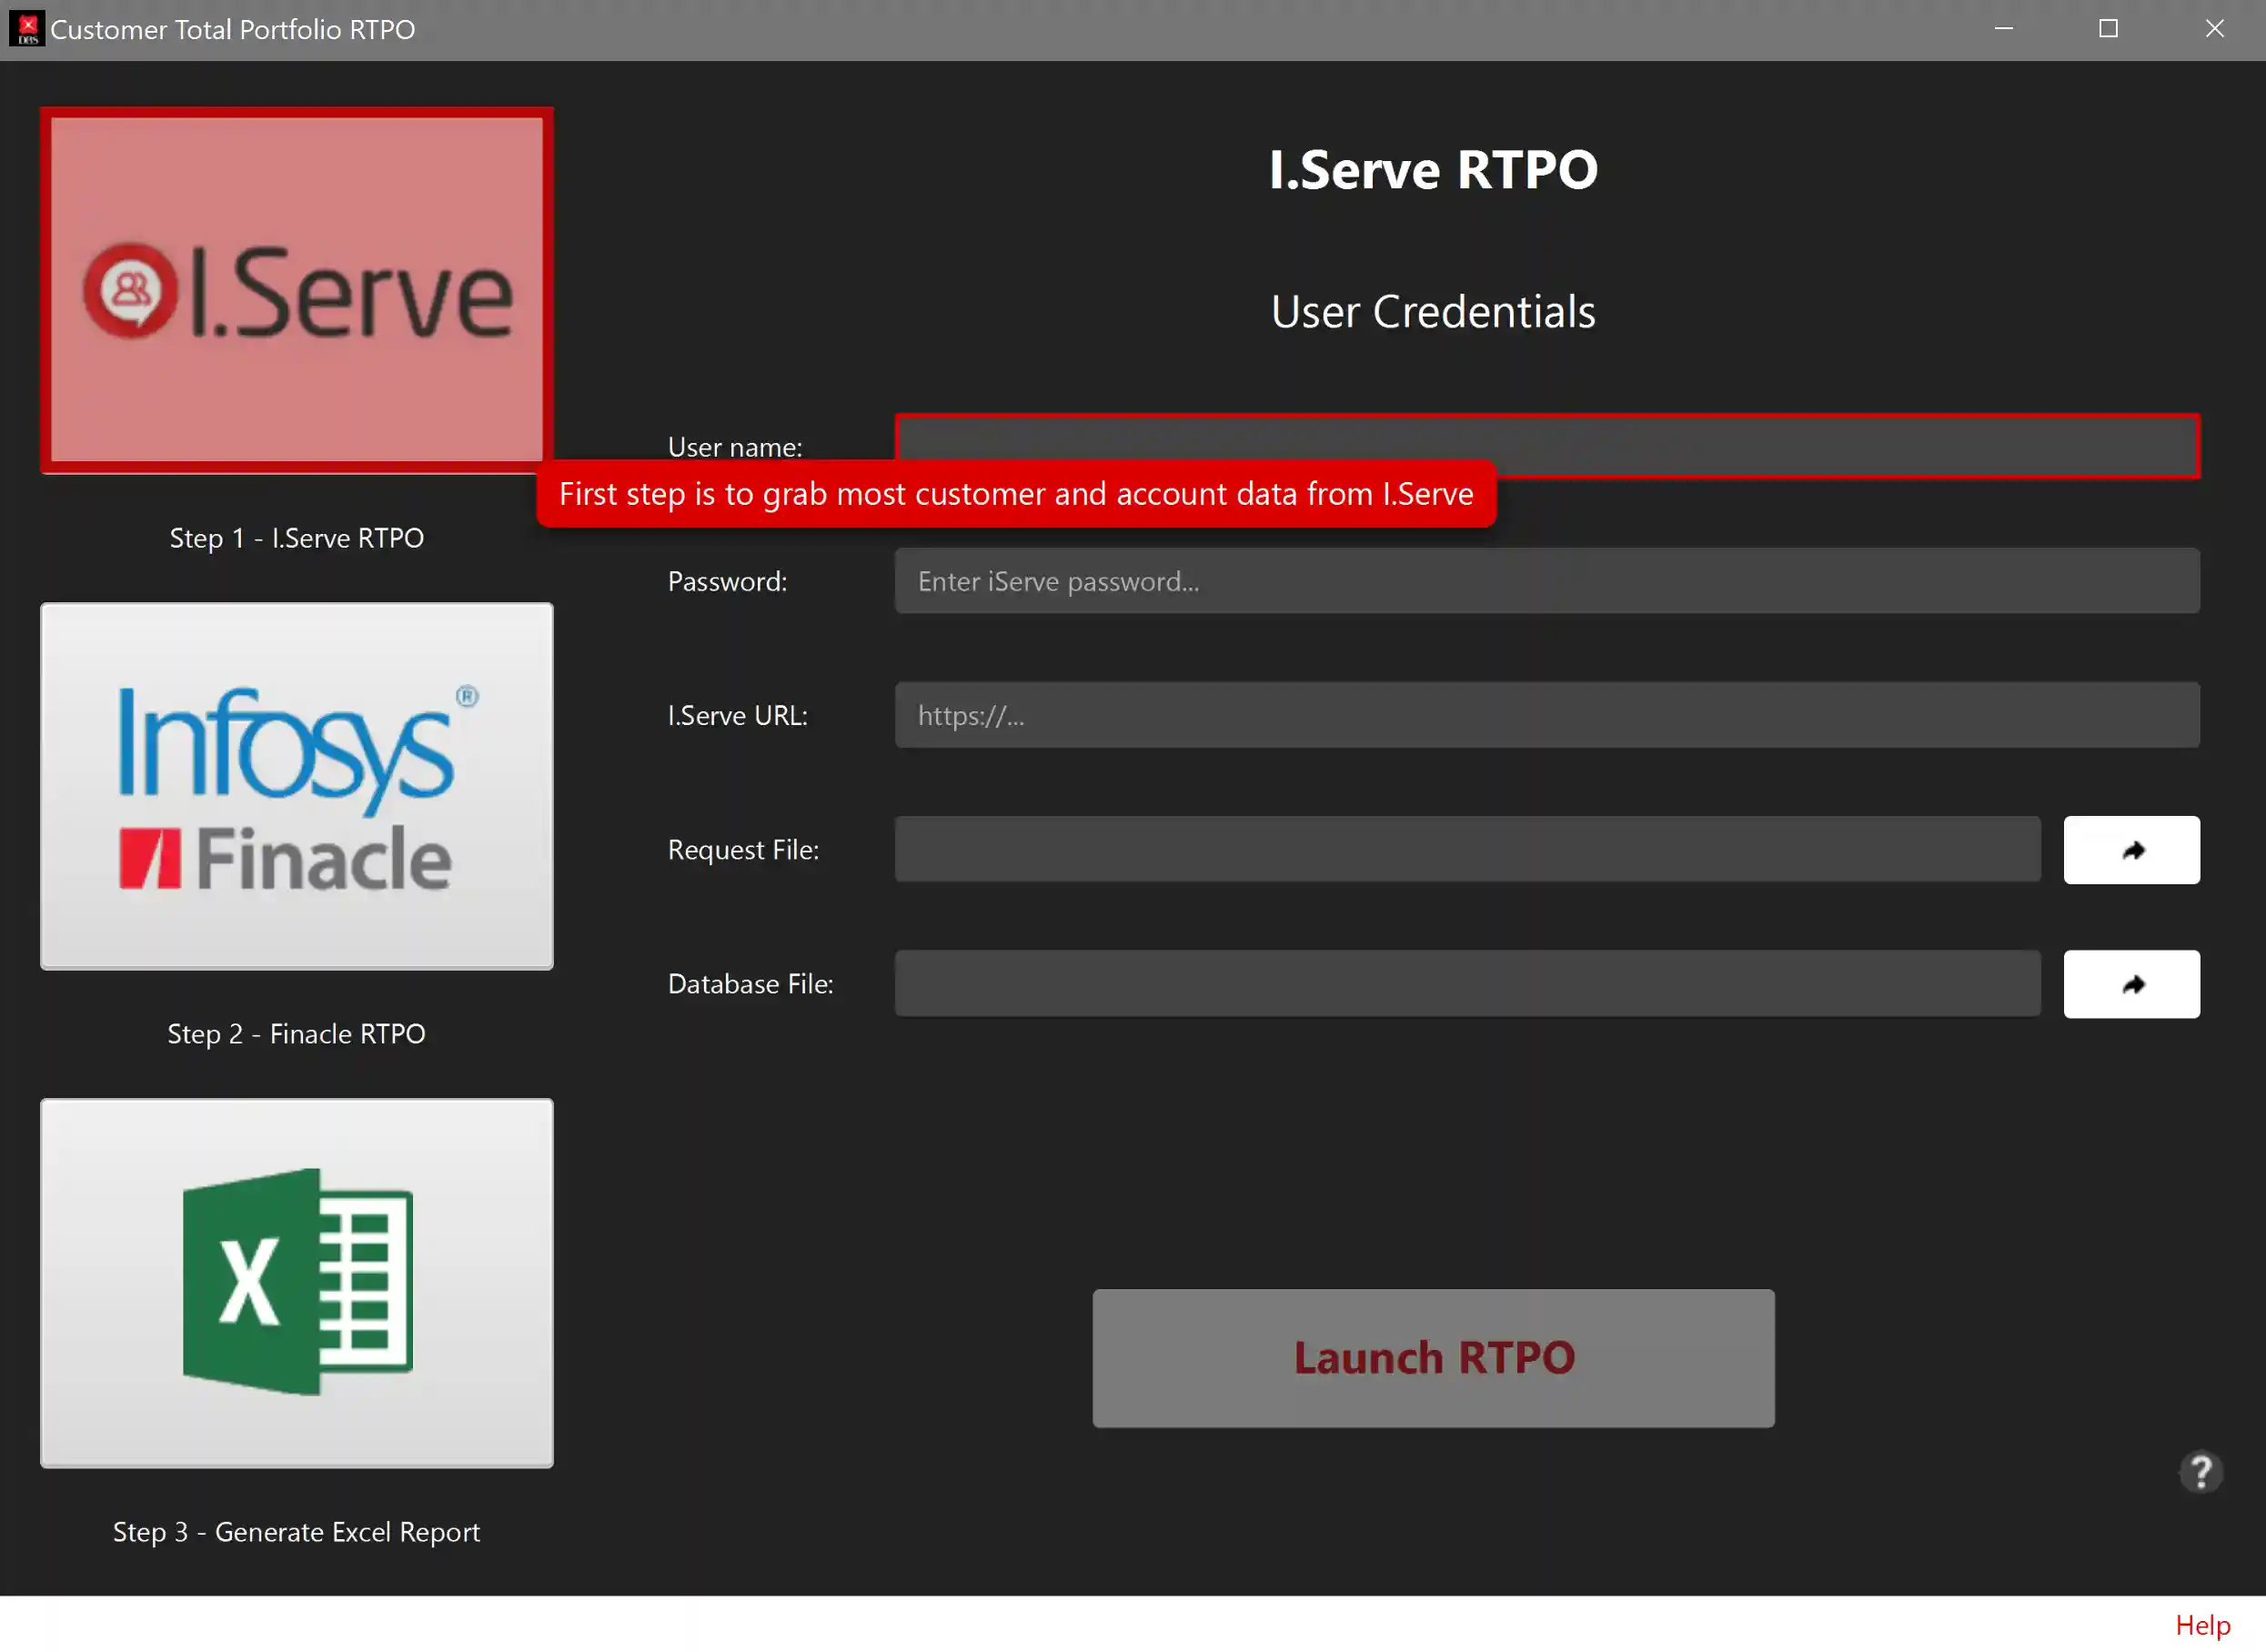 DBS
Customer Total Portfolio RTPO
I.Serve
Step 1 - I.Serve RTPO
Infosys®
Finacle
Step 2 - Finacle RTPO
X
Step 3 - Generate Excel Report
I.Serve RTPO
User Credentials
User name:
First step is to grab most customer and account data from I.Serve
Password:
Enter iServe password...
I.Serve URL:
https://...
Request File:
Database File:
Launch RTPO
?
Help